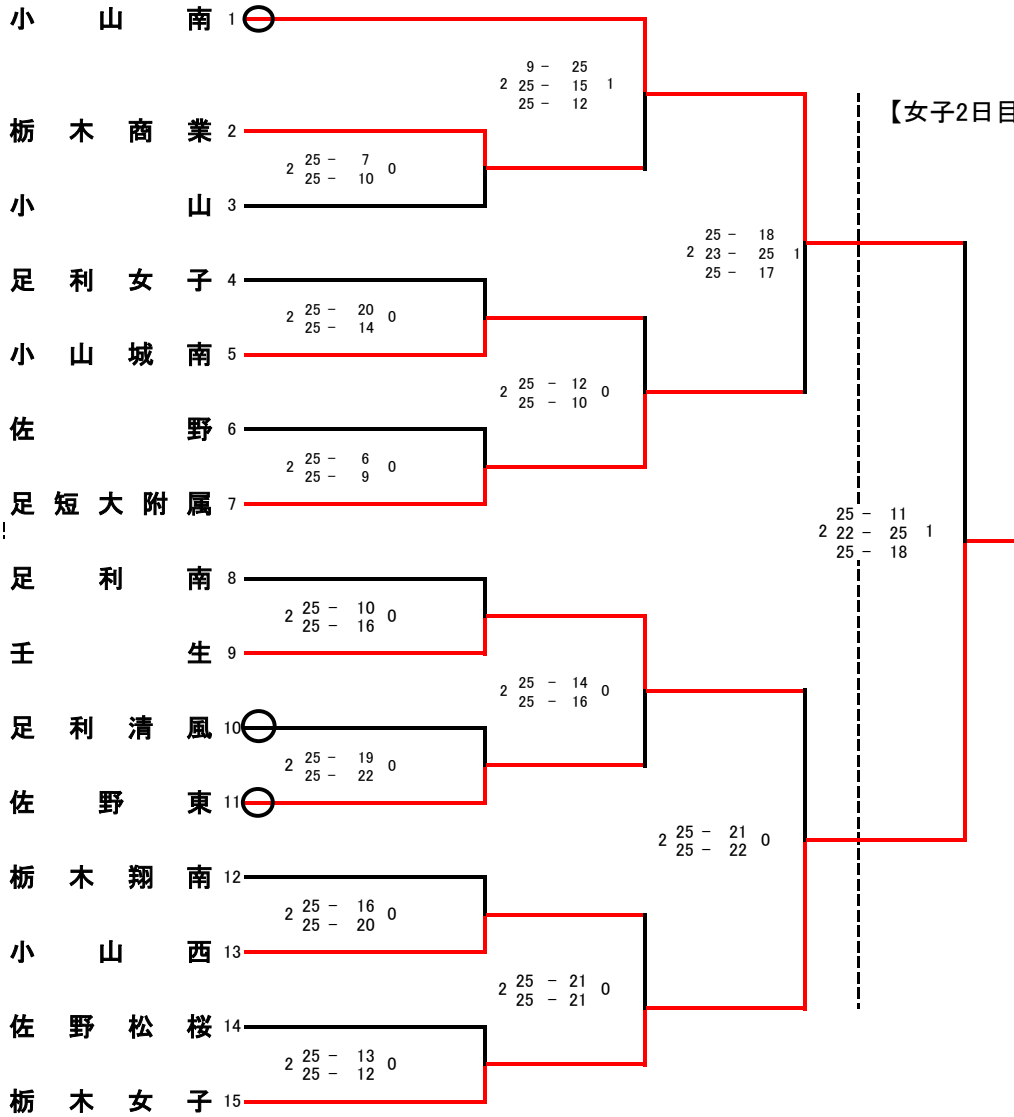 小山南 1
9 - 25
2 25 - 15 1
25 - 12
【女子2日目
栃木商業 2
25 - 7
2 0
25 - 10
小山 3
25 - 18
2 23 - 25 1
25 - 17
足利女子 4
25 - 20
2 0
25 - 14
小山城南 5
25 - 12
2 0
25 - 10
佐野 6
25 - 6
2 0
25 - 9
足短大附属 7
25 - 11
2 22 - 25 1
25 - 18
足利南 8
25 - 10
2 0
25 - 16
壬生 9
25 - 14
2 0
25 - 16
足利清風 10
25 - 19
2 0
25 - 22
佐野東 11
25 - 21
2 0
25 - 22
栃木翔南 12
25 - 16
2 0
25 - 20
小山西 13
25 - 21
2 0
25 - 21
佐野松桜 14
25 - 13
2 0
25 - 12
栃木女子 15